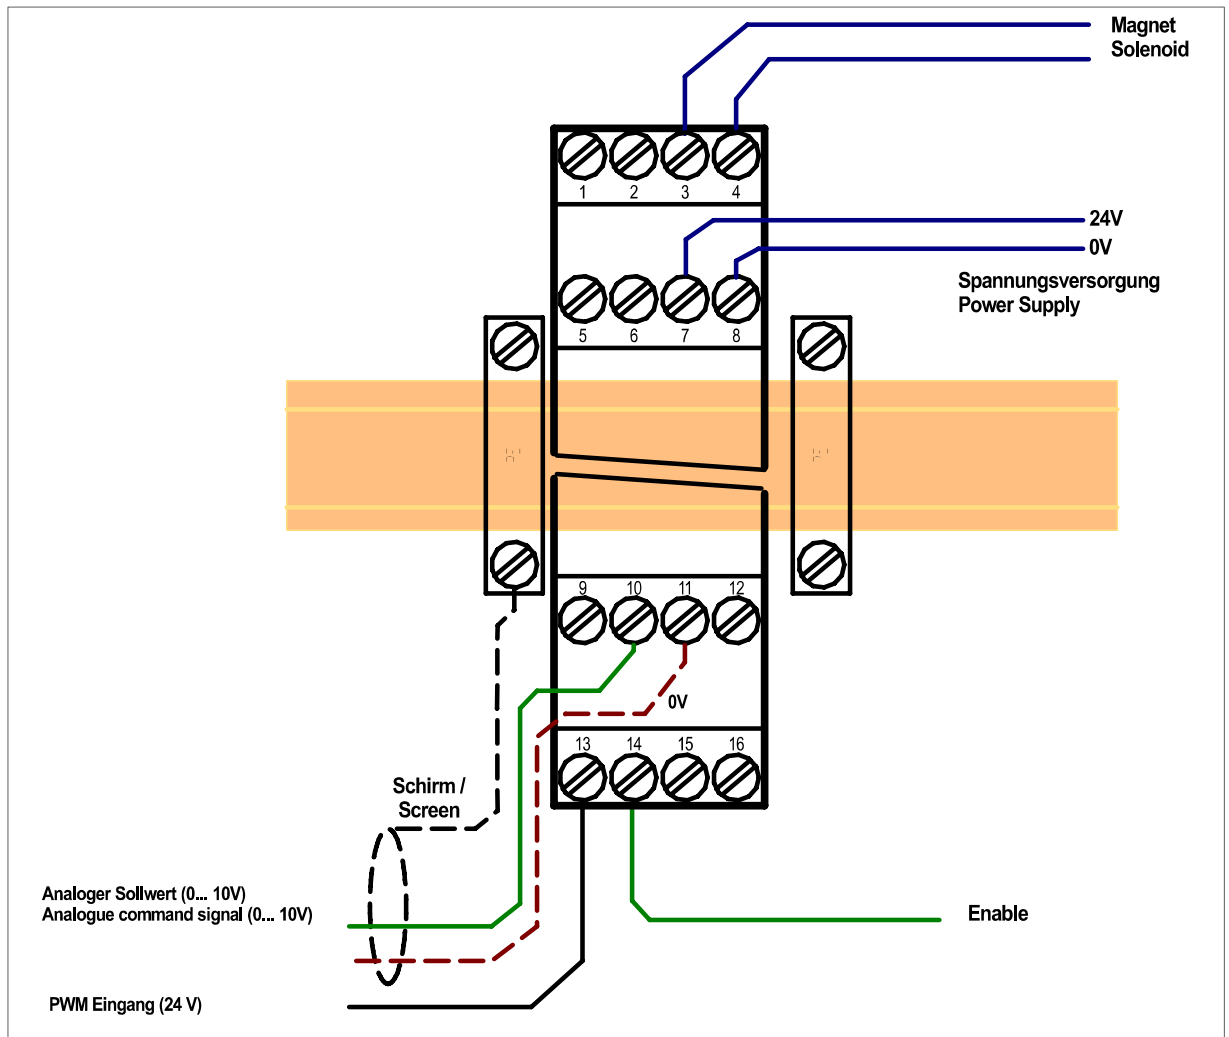 Magnet
Solenoid
1 2 3 4
24V
0V
Spannungsversorgung
Power Supply
5 6 7 8
PE PE
9 10 11 12
0V
13 14 15 16
Schirm /
Screen
Analoger Sollwert (0... 10V)
Analogue command signal (0... 10V)
Enable
PWM Eingang (24 V)